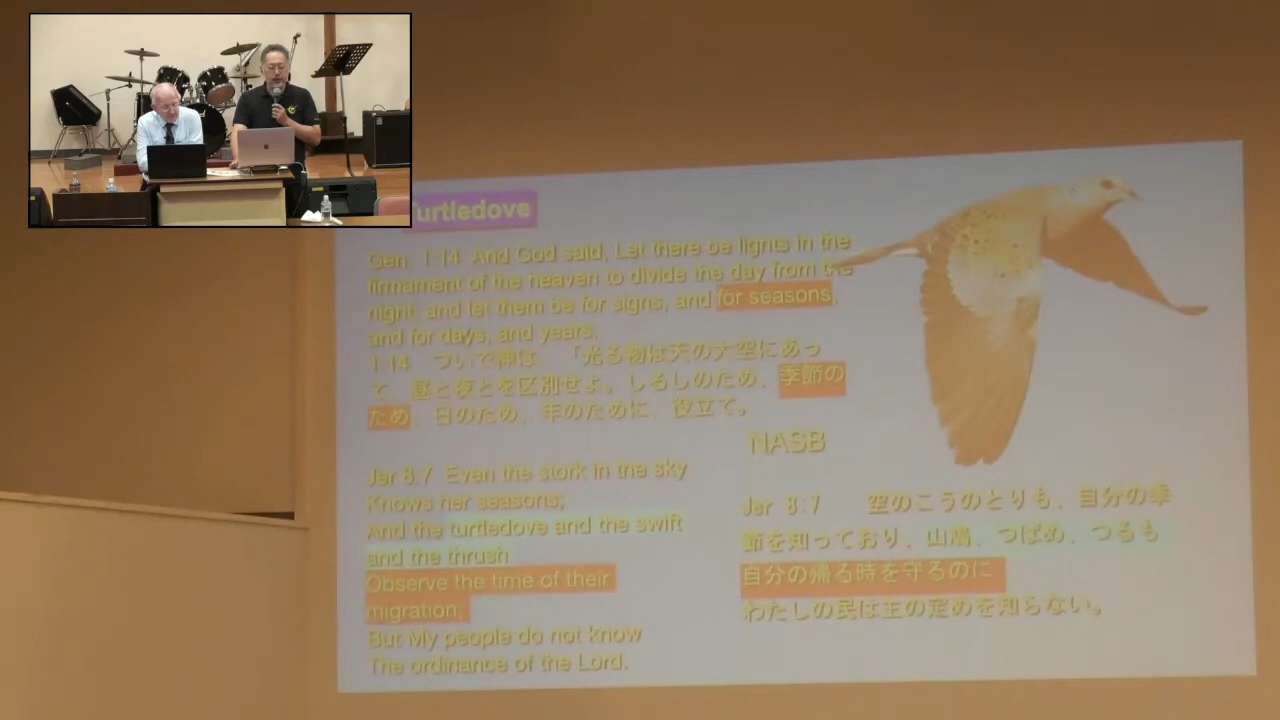 Turtledove
Gen. 1:14 And God said, Let there be lights in the
firmament of the heaven to divide the day from the
night; and let them be for signs, and for seasons,
and for days, and years.
1:14 ついで神は、「光る物は天の大空にあっ
て、昼と夜とを区別せよ。しるしのため、季節の
ため、日のため、年のために、役立て。
NASB
Jer 8:7 Even the stork in the sky
Knows her seasons;
And the turtledove and the swift
and the thrush
Observe the time of their
migration,
But My people do not know
The ordinance of the Lord.
Jer 8:7 空のこうのとりも、自分の季
節を知っており、山鳩、つばめ、つるも
自分の帰る時を守るのに
わたしの民は主の定めを知らない。